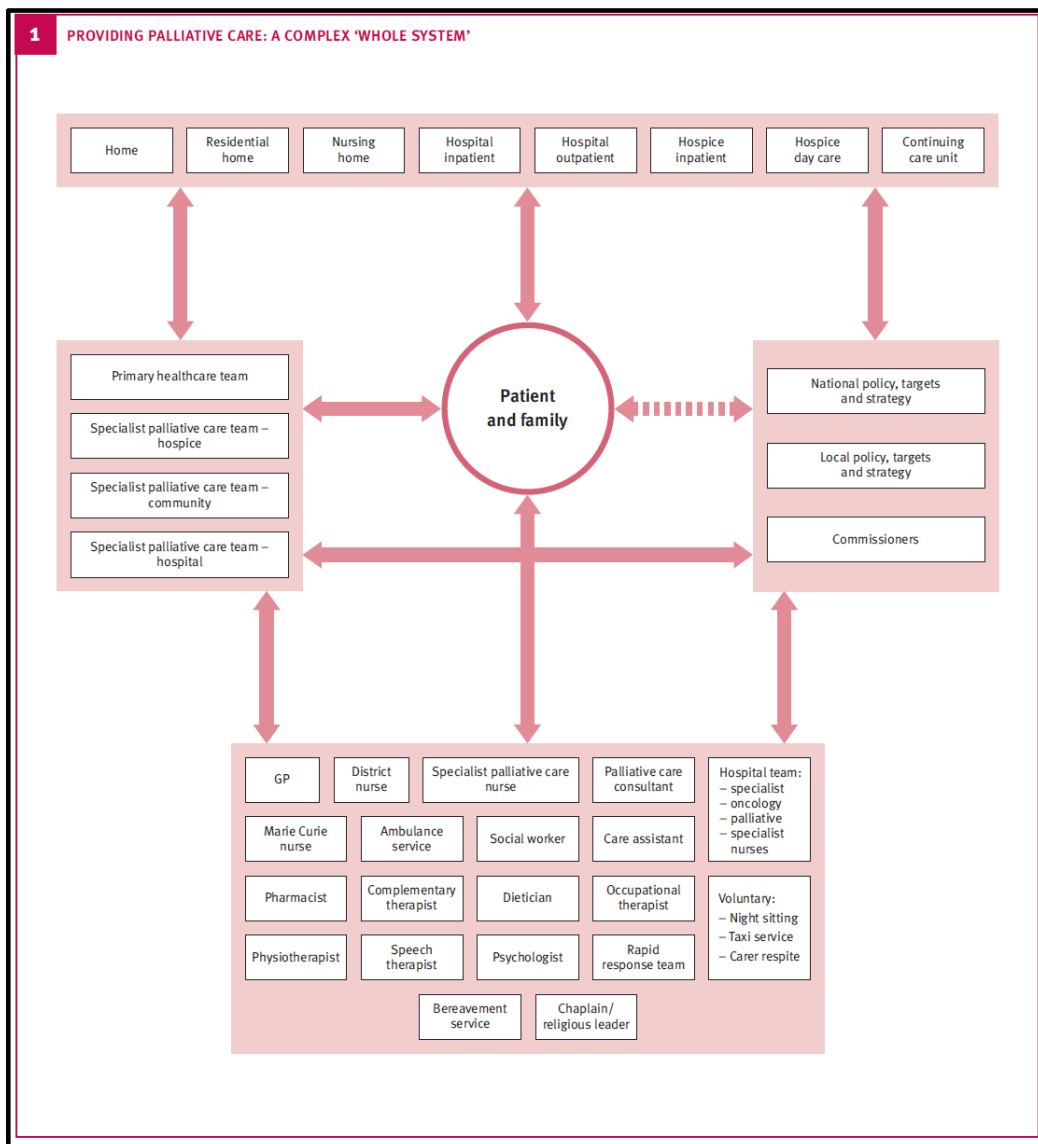 1
PROVIDING PALLIATIVE CARE: A COMPLEX ‘WHOLE SYSTEM’
Home
Residential
home
Nursing
home
Hospital
inpatient
Hospital
outpatient
Hospice
inpatient
Hospice
day care
Continuing
care unit
Primary healthcare team
Specialist palliative care team –
hospice
Specialist palliative care team –
community
Specialist palliative care team –
hospital
Patient
and family
National policy, targets
and strategy
Local policy, targets
and strategy
Commissioners
GP
District
nurse
Specialist palliative care
nurse
Palliative care
consultant
Hospital team:
– specialist
– oncology
– palliative
– specialist
nurses
Marie Curie
nurse
Ambulance
service
Social worker
Care assistant
Pharmacist
Complementary
therapist
Dietician
Occupational
therapist
Voluntary:
– Night sitting
– Taxi service
– Carer respite
Physiotherapist
Speech
therapist
Psychologist
Rapid
response team
Bereavement
service
Chaplain/
religious leader